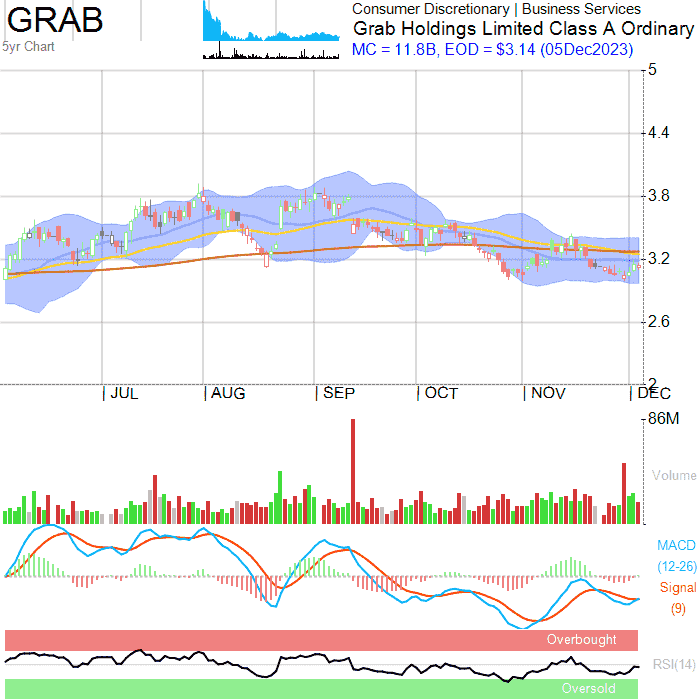 GRAB
5yr Chart
Consumer Discretionary | Business Services
Grab Holdings Limited Class A Ordinary
MC = 11.8B, EOD = $3.14 (05Dec2023)
5
4.4
3.8
3.2
2.6
2
JUL
AUG
SEP
OCT
NOV
DEC
86M
Volume
MACD
(12-26)
Signal
(9)
Overbought
RSI(14)
Oversold